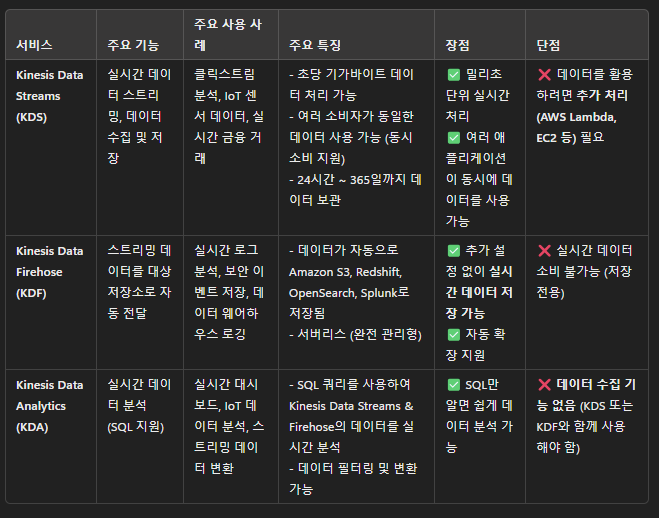 서비스
주요 기능
주요 사용 사
례
주요 특징
장점
단점
Kinesis Data
Streams
(KDS)
실시간 데이
터 스트리
밍, 데이터
수집 및 저
장
클릭스트림
분석, IoT 센
서 데이터, 실
시간 금융 거
래
- 초당 기가바이트 데이
터 처리 가능
- 여러 소비자가 동일한
데이터 사용 가능 (동시
소비 지원)
- 24시간 ~ 365일까지 데
이터 보관
✅ 밀리초
단위 실시간
처리
✅ 여러 애
플리케이션
이 동시에 데
이터를 사용
가능
❌ 데이터를 활용
하려면 추가 처리
(AWS Lambda,
EC2 등) 필요
Kinesis Data
Firehose
(KDF)
스트리밍 데
이터를 대상
저장소로 자
동 전달
실시간 로그
분석, 보안 이
벤트 저장, 데
이터 웨어하
우스 로깅
- 데이터가 자동으로
Amazon S3, Redshift,
OpenSearch, Splunk로
저장됨
- 서버리스 (완전 관리형)
✅ 추가 설
정 없이 실시
간 데이터 저
장 가능
✅ 자동 확
장 지원
❌ 실시간 데이터
소비 불가능 (저장
전용)
Kinesis Data
Analytics
(KDA)
실시간 데이
터 분석
(SQL 지원)
실시간 대시
보드, IoT 데
이터 분석, 스
트리밍 데이
터 변환
- SQL 쿼리를 사용하여
Kinesis Data Streams &
Firehose의 데이터를 실
시간 분석
- 데이터 필터링 및 변환
가능
✅ SQL만
알면 쉽게 데
이터 분석 가
능
❌ 데이터 수집 기
능 없음 (KDS 또는
KDF와 함께 사용
해야 함)